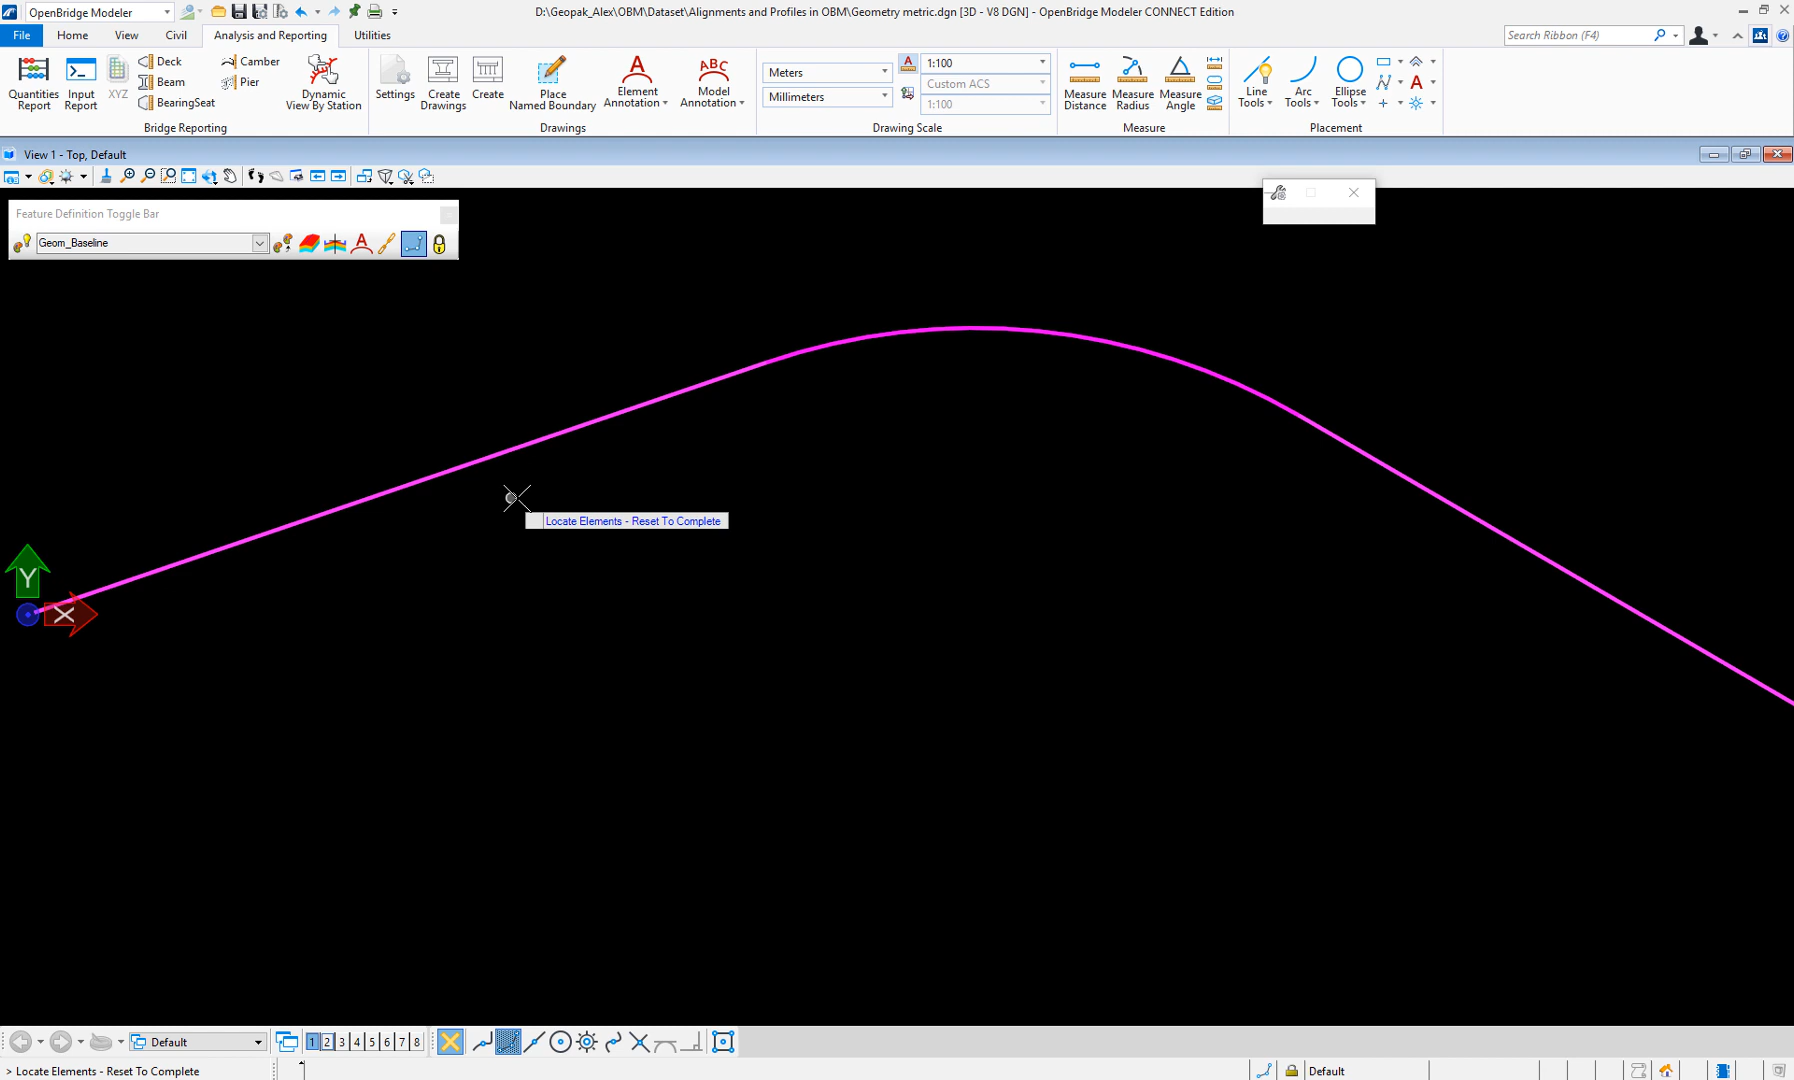 OpenBridge Modeler
D:\Geopak_Alex\OBM\Dataset\Alignments and Profiles in OBM\Geometry metric.dgn [3D - V8 DGN] - OpenBridge Modeler CONNECT Edition
File Home View Civil Analysis and Reporting Utilities
Search Ribbon (F4)
Quantities Report
Input Report
XYZ
Deck
Beam
BearingSeat
Camber
Pier
Dynamic View By Station
Bridge Reporting
Settings
Create Drawings
Create
Place Named Boundary
Element Annotation
Model Annotation
Drawings
Meters
Millimeters
1:100
Custom ACS
1:100
Drawing Scale
Measure Distance
Measure Radius
Measure Angle
Measure
Line Tools
Arc Tools
Ellipse Tools
Placement
View 1 - Top, Default
Feature Definition Toggle Bar
Geom_Baseline
Locate Elements - Reset To Complete
Y
X
Default
1 2 3 4 5 6 7 8
> Locate Elements - Reset To Complete
Default